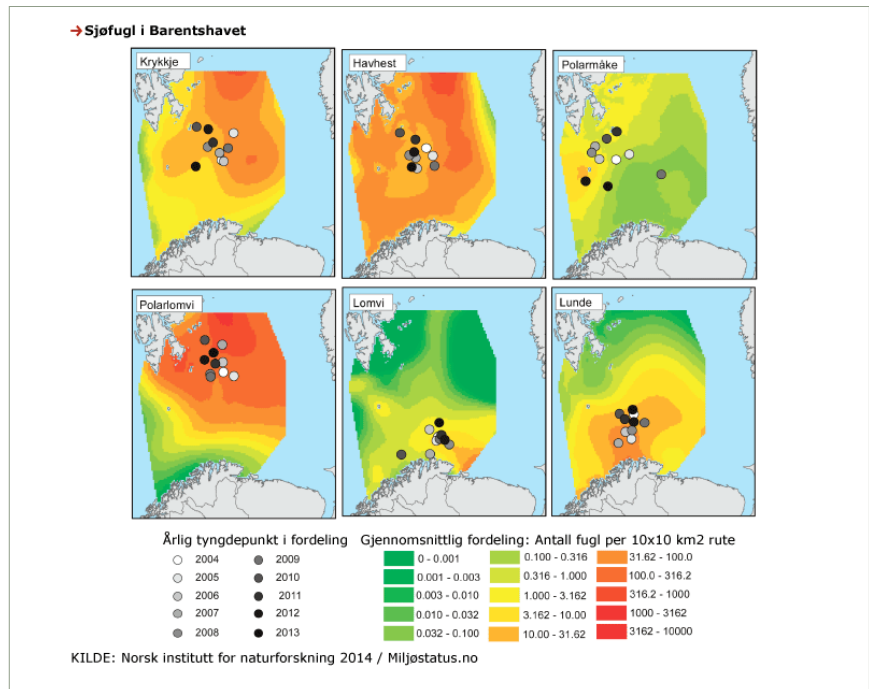 →Sjøfugl i Barentshavet
Krykkje
Havhest
Polarmåke
Polarlomvi
Lomvi
Lunde
Årlig tyngdepunkt i fordeling
2004
2005
2006
2007
2008
2009
2010
2011
2012
2013
Gjennomsnittlig fordeling: Antall fugl per 10x10 km2 rute
0 - 0.001
0.001 - 0.003
0.003 - 0.010
0.010 - 0.032
0.032 - 0.100
0.100 - 0.316
0.316 - 1.000
1.000 - 3.162
3.162 - 10.00
10.00 - 31.62
31.62 - 100.0
100.0 - 316.2
316.2 - 1000
1000 - 3162
3162 - 10000
KILDE: Norsk institutt for naturforskning 2014 / Miljøstatus.no